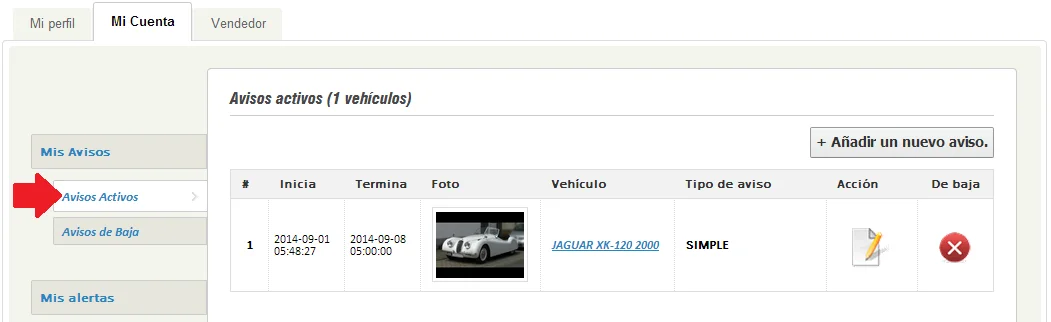 Mi perfil
Mi Cuenta
Vendedor
Avisos activos (1 vehículos)
+ Añadir un nuevo aviso.
Mis Avisos
Avisos Activos
Avisos de Baja
Mis alertas
# Inicia Termina Foto Vehículo Tipo de aviso Acción De baja
1 2014-09-01 05:48:27 2014-09-08 05:00:00 JAGUAR XK-120 2000 SIMPLE